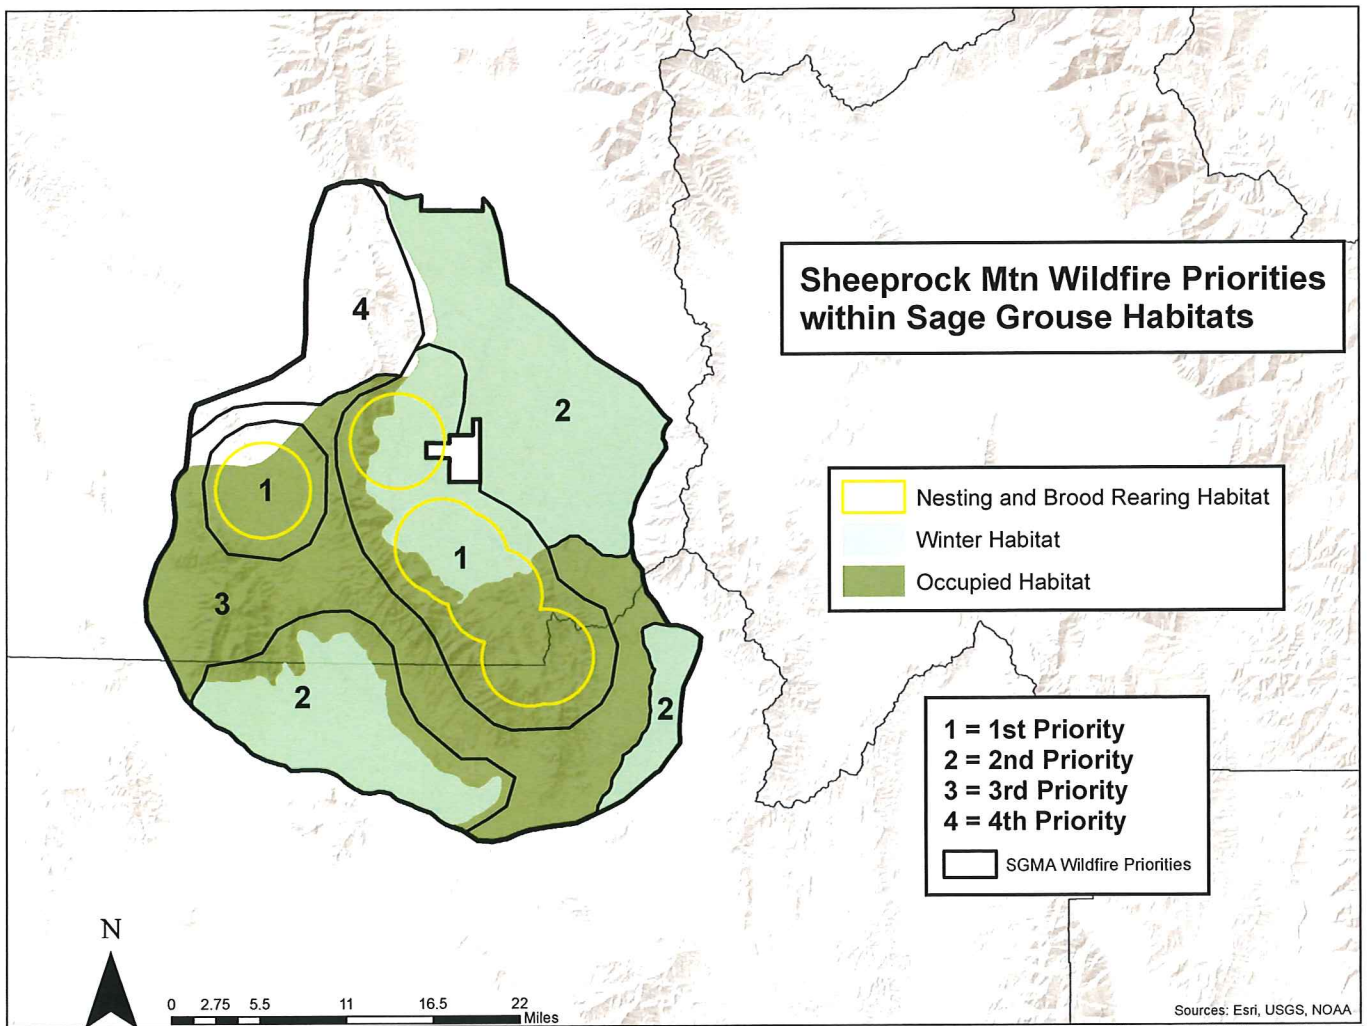 Sheeprock Mtn Wildfire Priorities
within Sage Grouse Habitats
4
2
1
1
3
2
2
Nesting and Brood Rearing Habitat
Winter Habitat
Occupied Habitat
1 = 1st Priority
2 = 2nd Priority
3 = 3rd Priority
4 = 4th Priority
SGMA Wildfire Priorities
N
0 2.75 5.5 11 16.5 22
Miles
Sources: Esri, USGS, NOAA